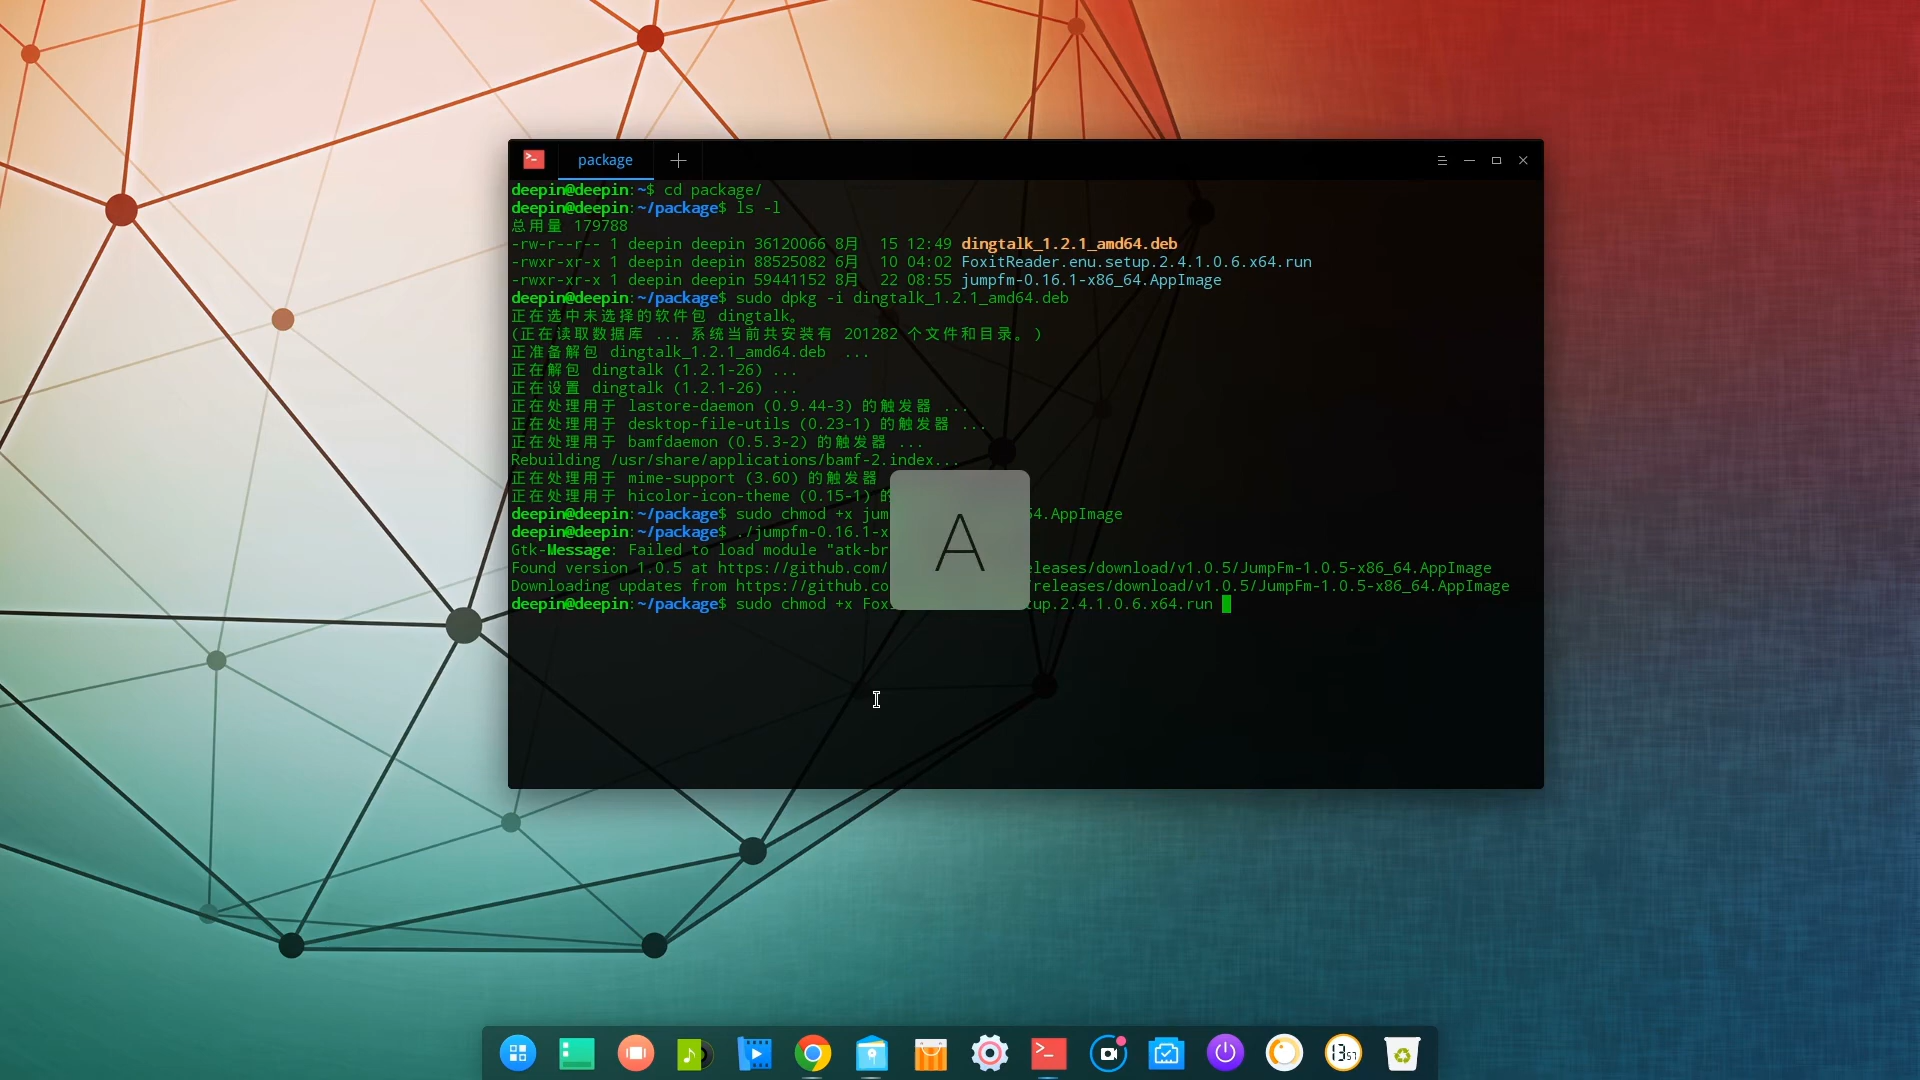 package
deepin@deepin:~$ cd package/
deepin@deepin:~/package$ ls -l
总用量 179788
-rw-r--r-- 1 deepin deepin 36120066 8月  15 12:49 dingtalk_1.2.1_amd64.deb
-rwxr-xr-x 1 deepin deepin 88525082 6月  10 04:02 FoxitReader.enu.setup.2.4.1.0.6.x64.run
-rwxr-xr-x 1 deepin deepin 59441152 8月  22 08:55 jumpfm-0.16.1-x86_64.AppImage
deepin@deepin:~/package$ sudo dpkg -i dingtalk_1.2.1_amd64.deb
正在选中未选择的软件包 dingtalk。
(正在读取数据库 ... 系统当前共安装有 201282 个文件和目录。)
正准备解包 dingtalk_1.2.1_amd64.deb  ...
正在解包 dingtalk (1.2.1-26) ...
正在设置 dingtalk (1.2.1-26) ...
正在处理用于 lastore-daemon (0.9.44-3) 的触发器 ...
正在处理用于 desktop-file-utils (0.23-1) 的触发器 ...
正在处理用于 bamfdaemon (0.5.3-2) 的触发器 ...
Rebuilding /usr/share/applications/bamf-2.index...
正在处理用于 mime-support (3.60) 的触发器
正在处理用于 hicolor-icon-theme (0.15-1) 的
deepin@deepin:~/package$ sudo chmod +x jum 64.AppImage
deepin@deepin:~/package$ ./jumpfm-0.16.1-x
Gtk-Message: Failed to load module "atk-br
Found version 1.0.5 at https://github.com/ eleases/download/v1.0.5/JumpFm-1.0.5-x86_64.AppImage
Downloading updates from https://github.co releases/download/v1.0.5/JumpFm-1.0.5-x86_64.AppImage
deepin@deepin:~/package$ sudo chmod +x Fox tup.2.4.1.0.6.x64.run
A
13 57